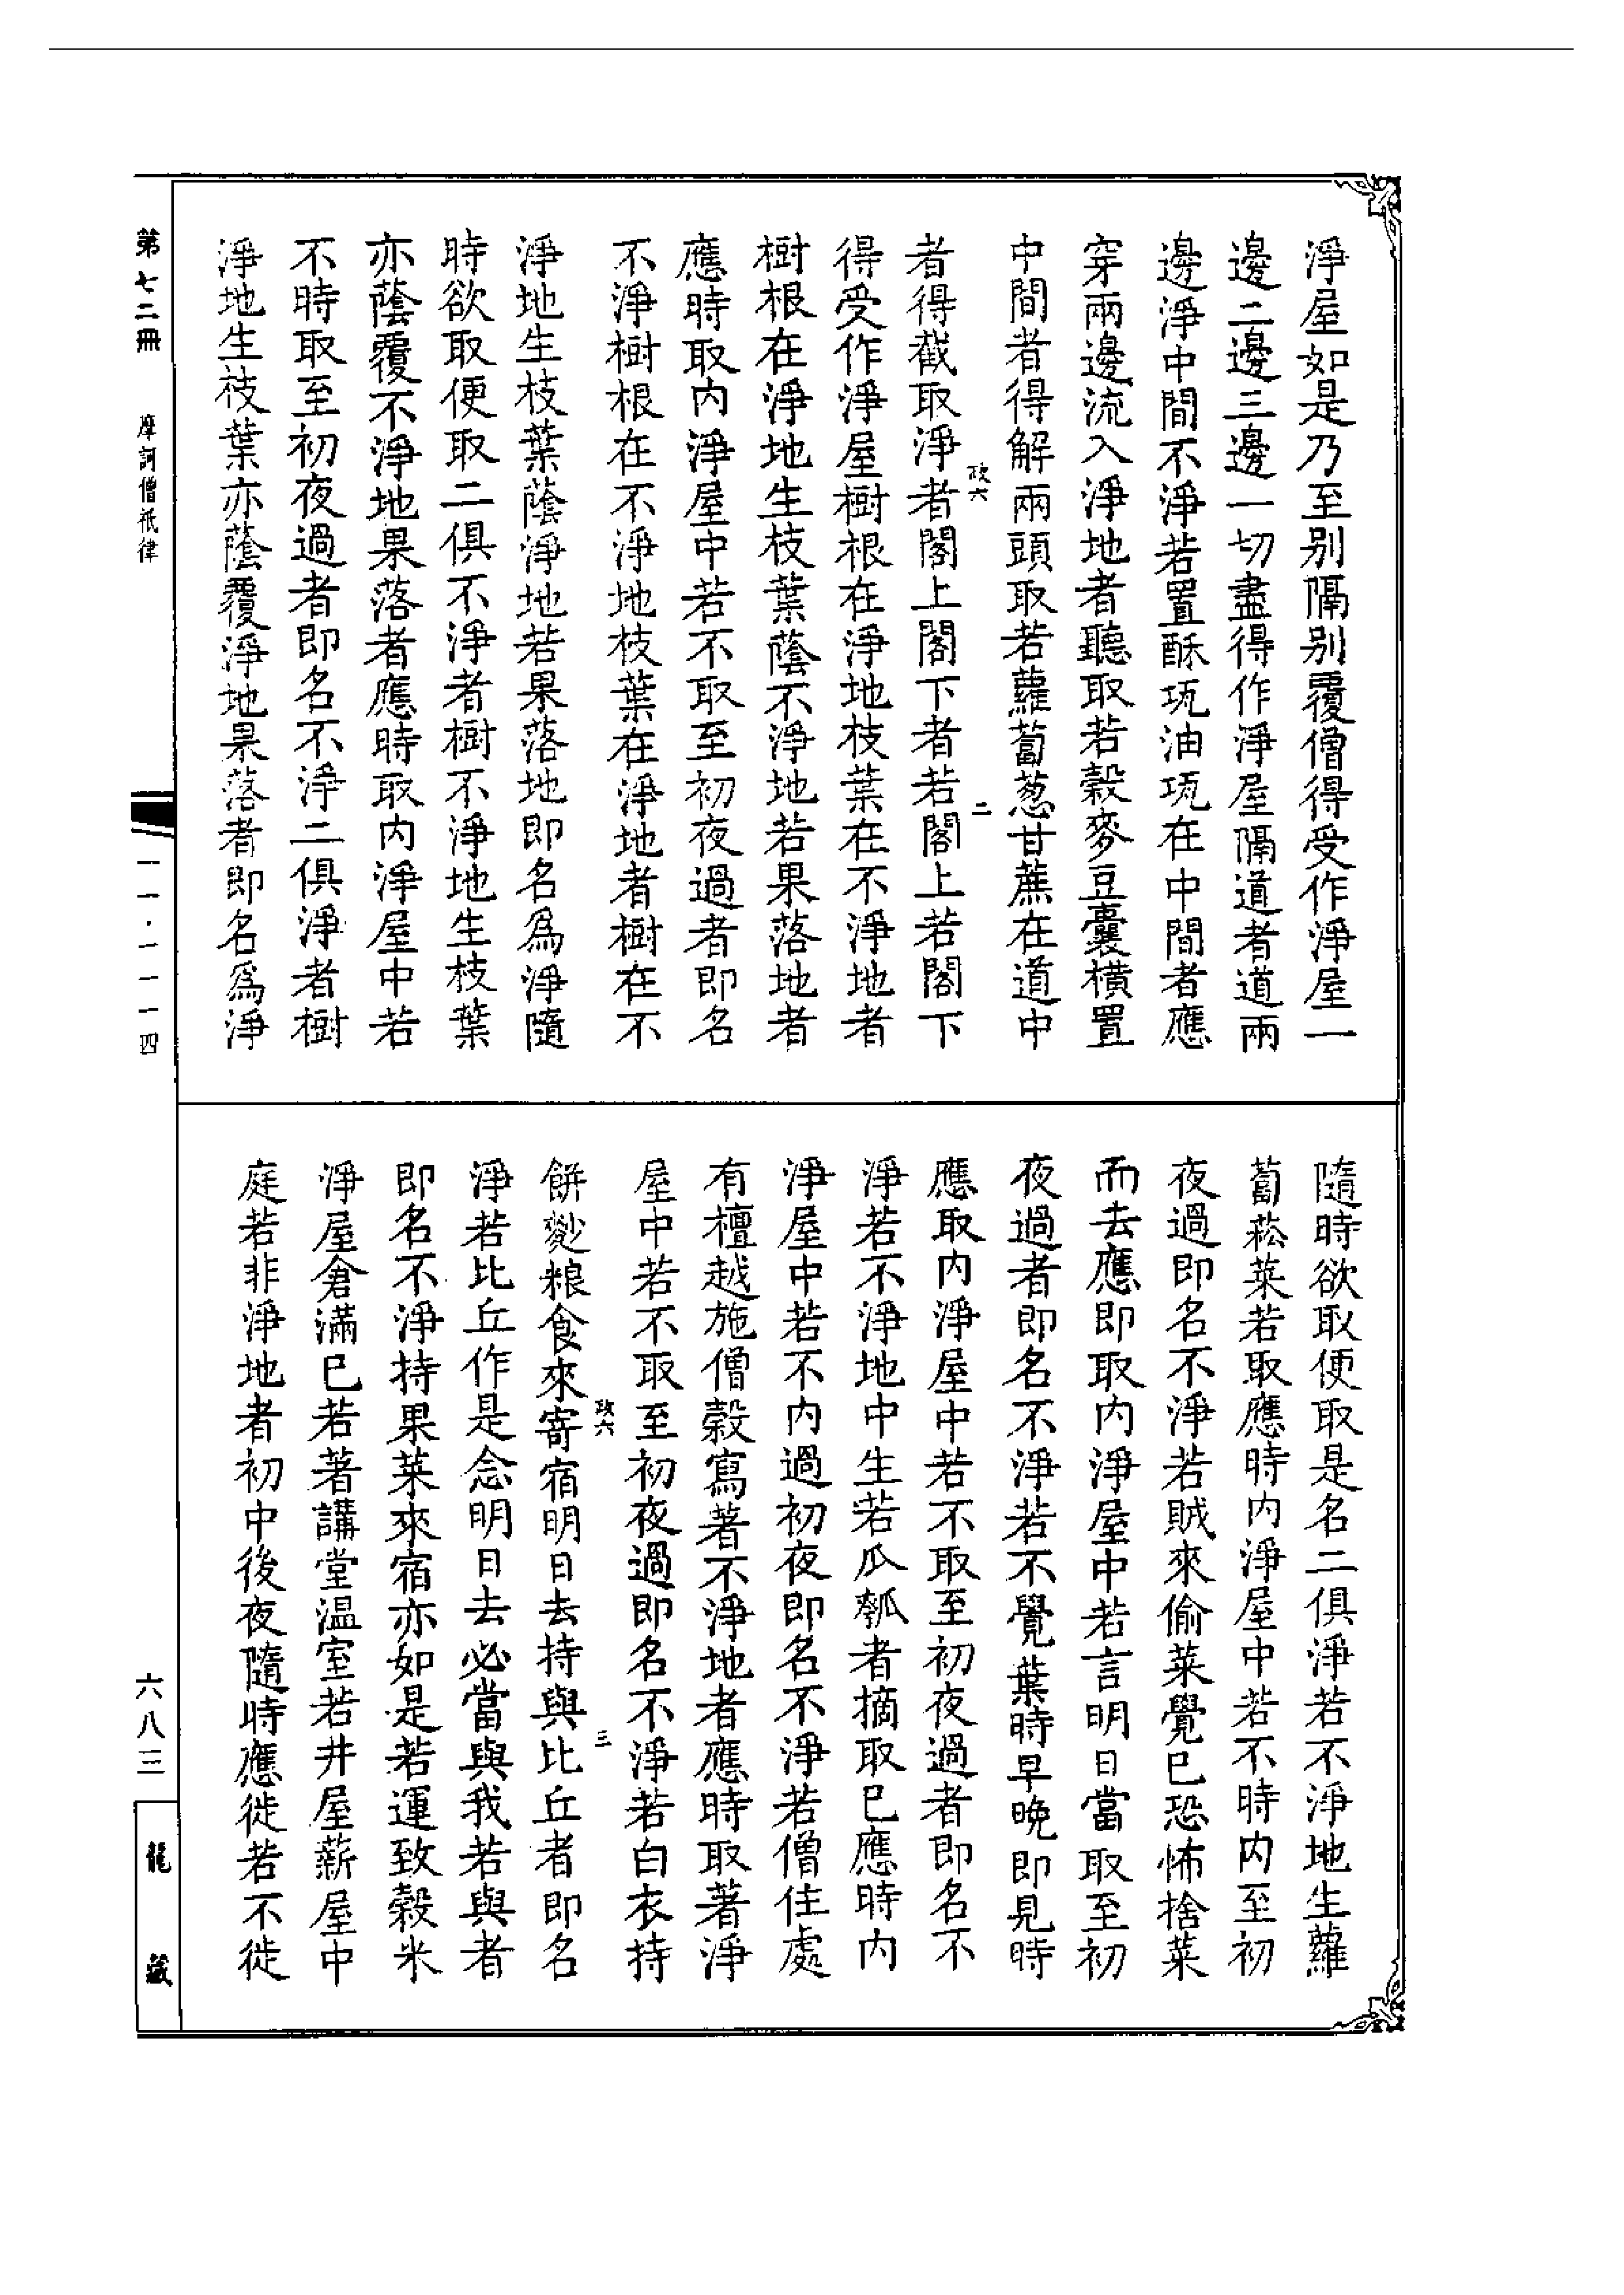 淨屋如是乃至别隔别覆僧得受作淨屋一
邊二邊三邊一切盡得作淨屋隔道者道兩
邊淨中間不淨若置酥瓨油瓨在中間者應
穿兩邊流入淨地者聽取若穀麥豆囊橫置
中間者得解兩頭取若蘿蔔葱甘蔗在道中
者得截取淨者閣上閣下者若閣上若閣下
政六
二
得受作淨屋樹根在淨地枝葉在不淨地者
樹根在淨地生枝葉蔭不淨地若果落地者
應時取内淨屋中若不取至初夜過者即名
不淨樹根在不淨地枝葉在淨地者樹在不
淨地生枝葉蔭淨地若果落地即名爲淨隨
時欲取便取二俱不淨者樹不淨地生枝葉
亦蔭覆不淨地果落者應時取内淨屋中若
不時取至初夜過者即名不淨二俱淨者樹
淨地生枝葉亦蔭覆淨地果落者即名爲淨
隨時欲取便取是名二俱淨若不淨地生蘿
蔔菘菜若取應時内淨屋中若不時内至初
夜過即名不淨若賊來偷菜覺已恐怖捨菜
而去應即取内淨屋中若言明日當取至初
夜過者即名不淨若不覺葉時早晚即見時
應取内淨屋中若不取至初夜過者即名不
淨若不淨地中生若瓜瓠者摘取已應時内
淨屋中若不内過初夜即名不淨若僧住處
有檀越施僧穀寫著不淨地者應時取著淨
屋中若不取至初夜過即名不淨若白衣持
政六
三
餅麨粮食來寄宿明日去持與比丘者即名
淨若比丘作是念明日去必當與我若與者
即名不淨持果菜來宿亦如是若運致穀米
淨屋倉滿已若著講堂温室若井屋薪屋中
庭若非淨地者初中後夜隨時應徙若不徙
第七二冊
摩訶僧祇律
一一·一一一四
六八三
龍藏